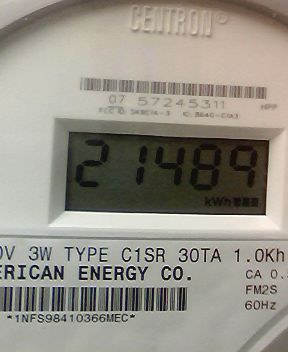 CENTRON
07 57245311 HPP
21489
kWh
V 3W TYPE C1SR 30TA 1.0Kh
ERICAN ENERGY CO.
CA 0.
FM2S
60Hz
*1NFS98410366MEC*